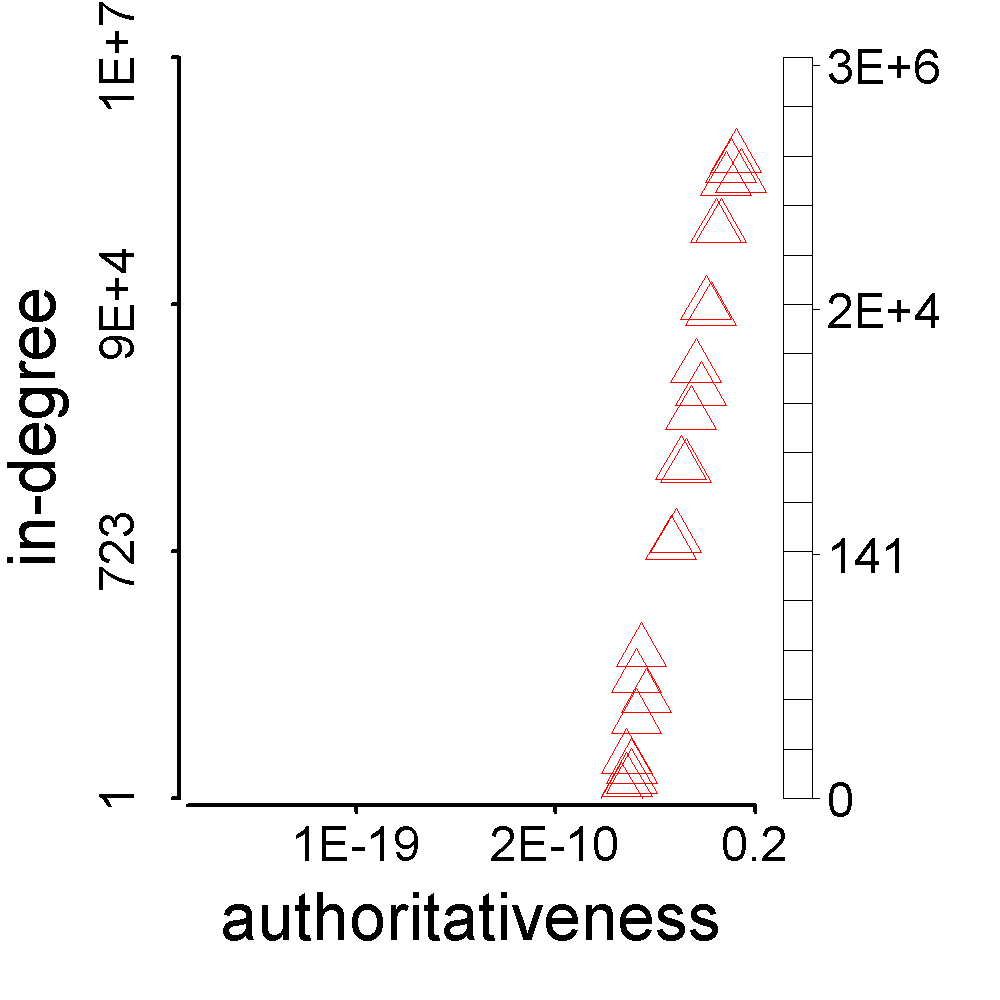 1E+7
9E+4
723
1
in-degree
3E+6
2E+4
141
0
1E-19
2E-10
0.2
authoritativeness